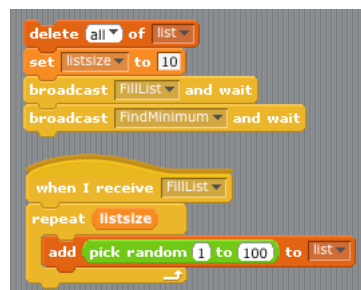 delete all of list
set listsize to 10
broadcast FillList and wait
broadcast FindMinimum and wait
when I receive FillList
repeat listsize
add pick random 1 to 100 to list